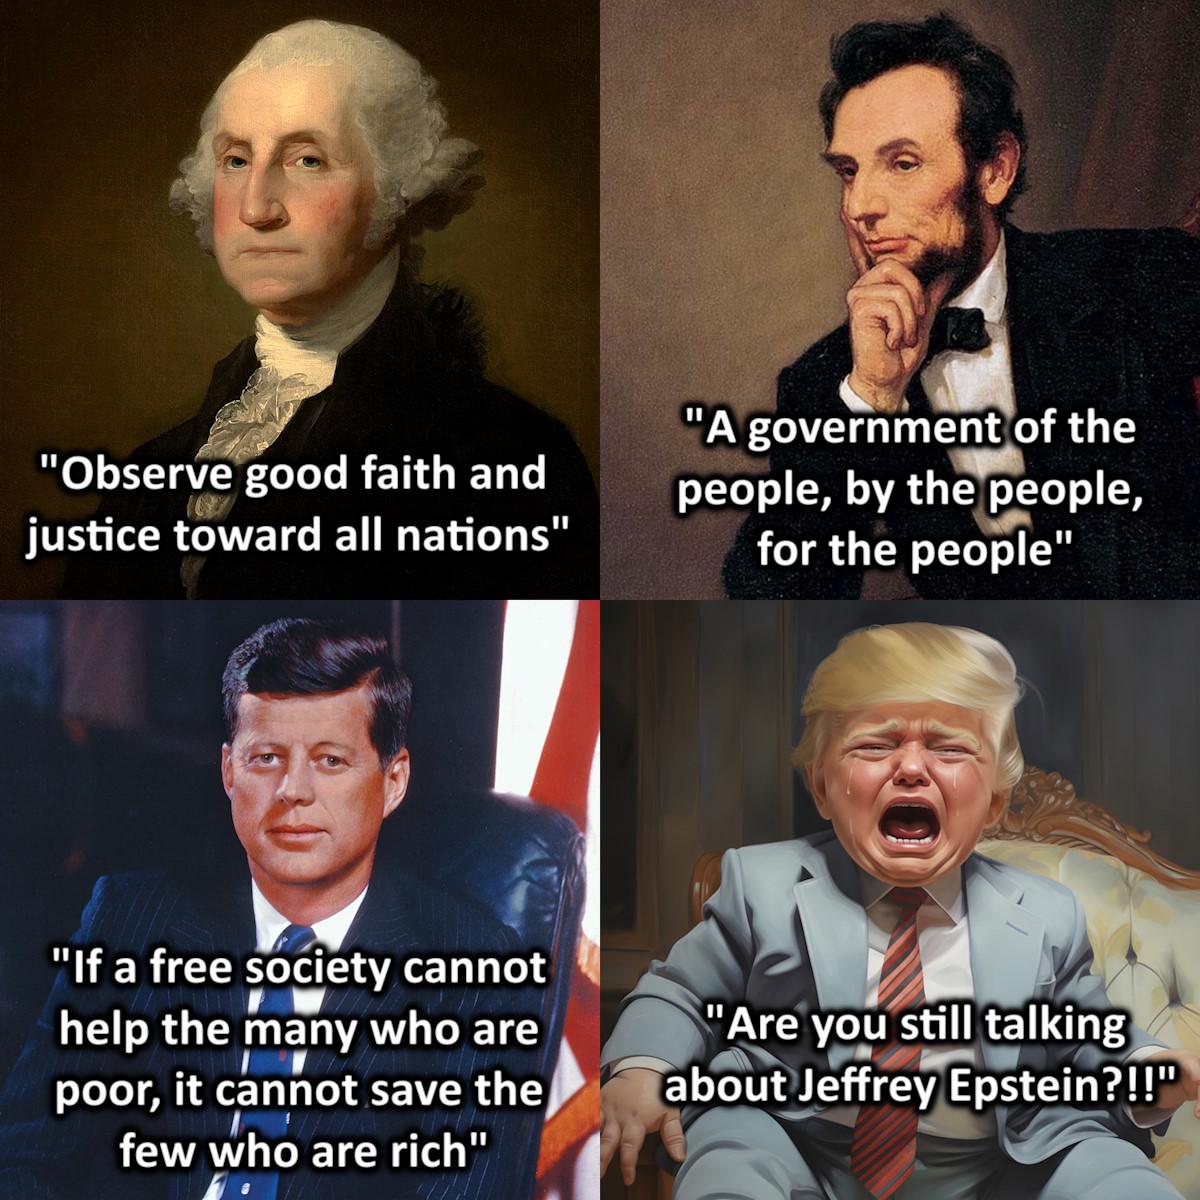 "Observe good faith and
justice toward all nations"
"A government of the
people, by the people,
for the people"
"If a free society cannot
help the many who are
poor, it cannot save the
few who are rich"
"Are you still talking
about Jeffrey Epstein?!!"